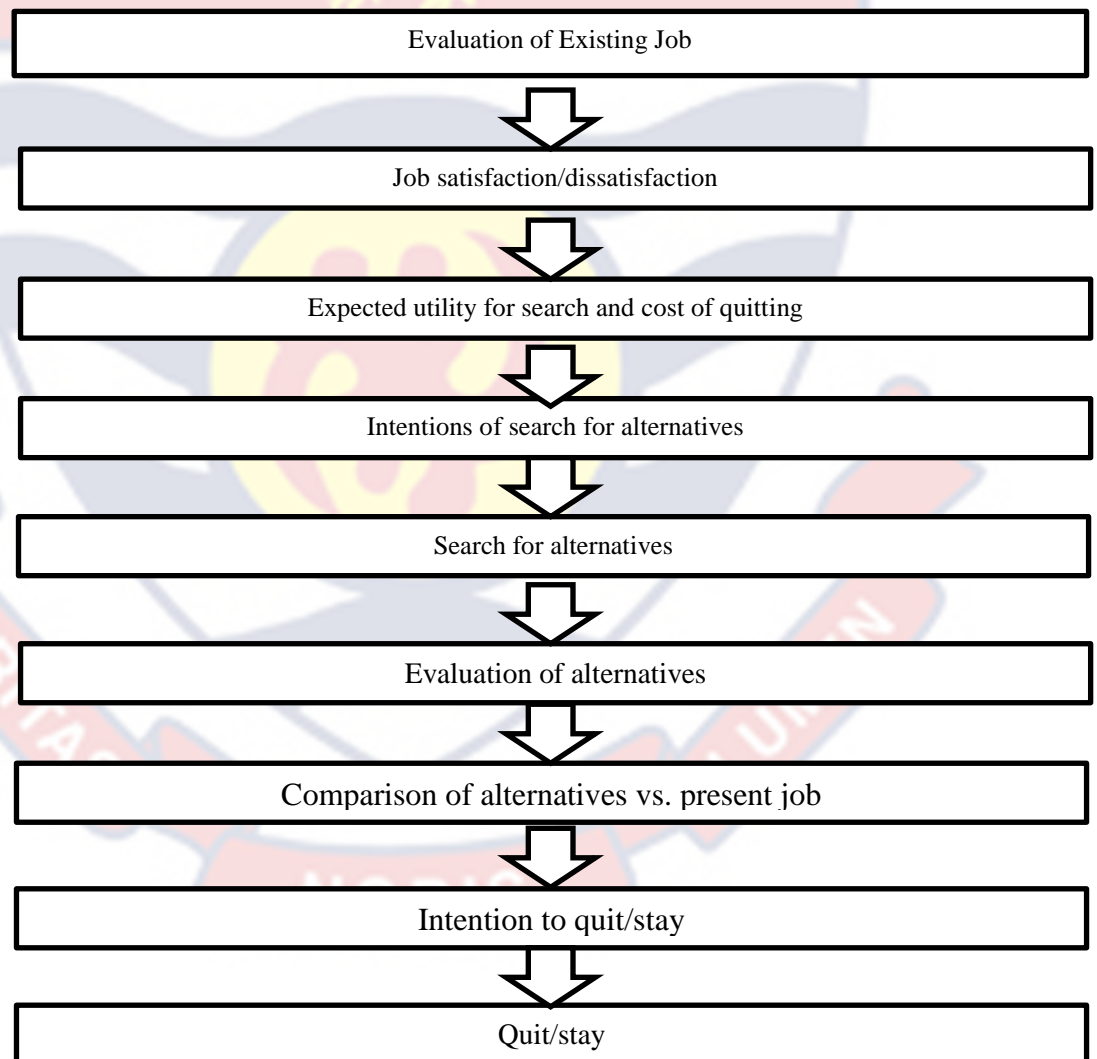 Evaluation of Existing Job
Job satisfaction/dissatisfaction
Expected utility for search and cost of quitting
Intentions of search for alternatives
Search for alternatives
Evaluation of alternatives
Comparison of alternatives vs. present job
Intention to quit/stay
Quit/stay